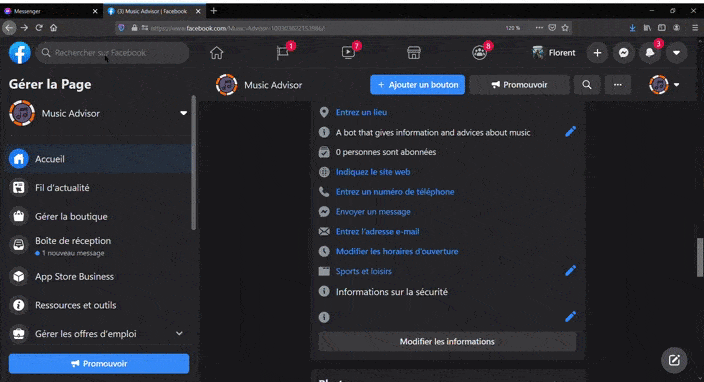 Messenger
(3) Music Advisor | Facebook
https://www.facebook.com/Music-Advisor-100303602153986/
120 %
Rechercher sur Facebook
1
7
8
Florent
3
Gérer la Page
Music Advisor
Accueil
Fil d'actualité
Gérer la boutique
Boîte de réception
1 nouveau message
App Store Business
Ressources et outils
Gérer les offres d'emploi
Promouvoir
Music Advisor
+ Ajouter un bouton
Promouvoir
Entrez un lieu
A bot that gives information and advices about music
0 personnes sont abonnées
Indiquez le site web
Entrez un numéro de téléphone
Envoyer un message
Entrez l'adresse e-mail
Modifier les horaires d'ouverture
Sports et loisirs
Informations sur la sécurité
Modifier les informations